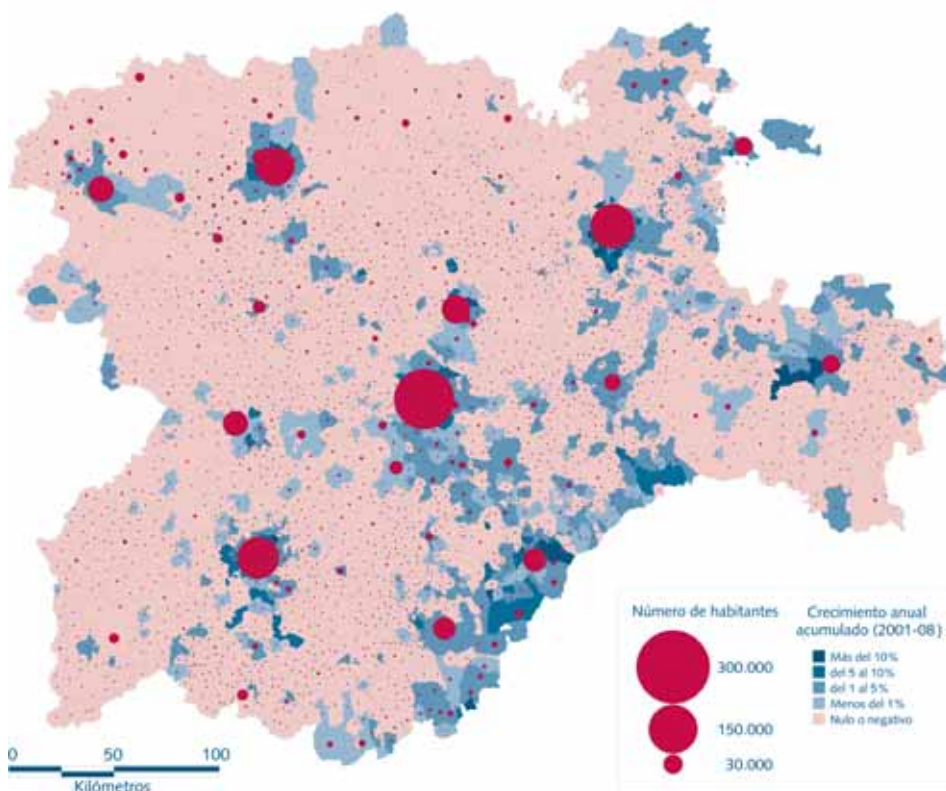 Número de habitantes
300.000
150.000
30.000
Crecimiento anual
acumulado (2001-08)
Más del 10%
del 5 al 10%
del 1 al 5%
Menos del 1%
Nulo o negativo
0 50 100
Kilómetros